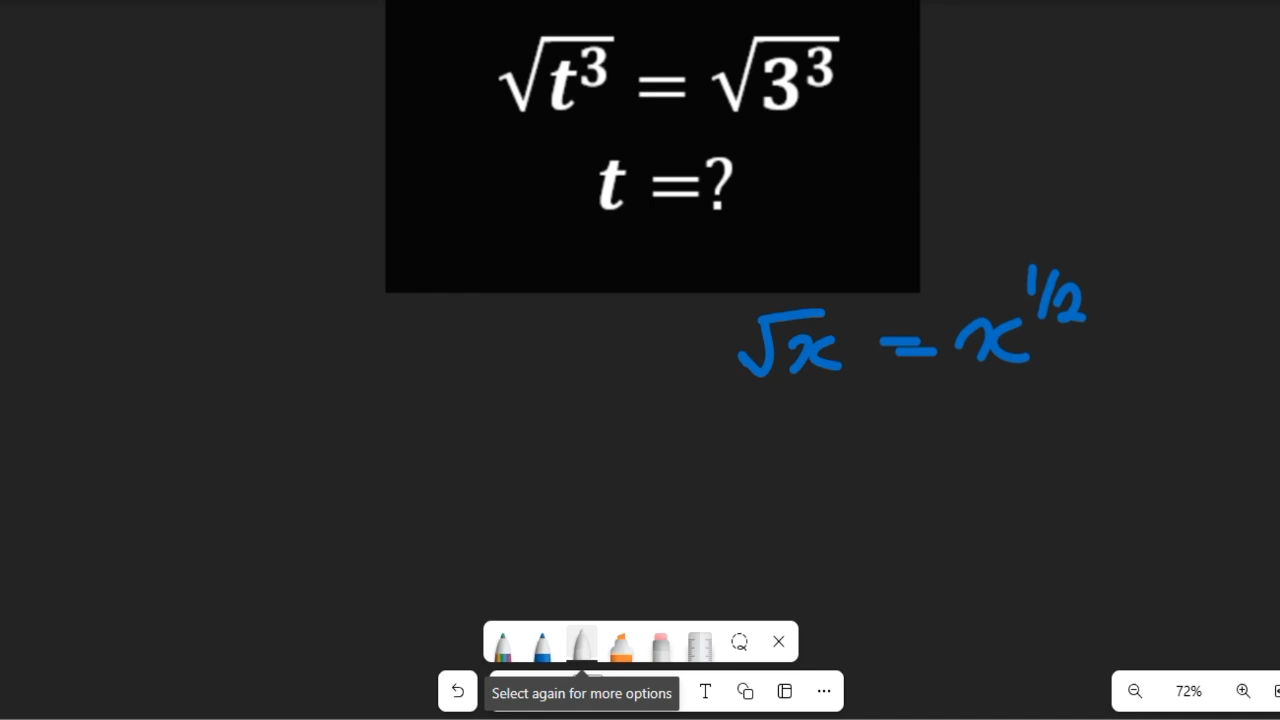 √t³ = √3³
t =?
√x = x^1/2
Select again for more options
T
72%